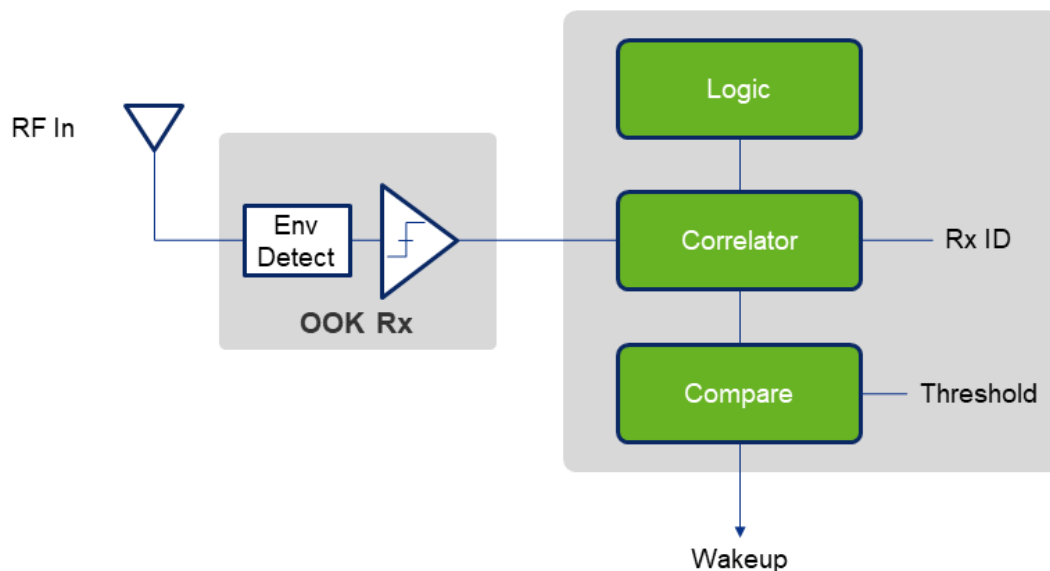 Logic
RF In
Env
Detect
Correlator
Rx ID
OOK Rx
Compare
Threshold
Wakeup